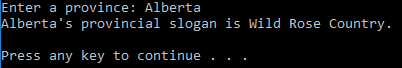 Enter a province: Alberta
Alberta's provincial slogan is Wild Rose Country.
Press any key to continue . . .